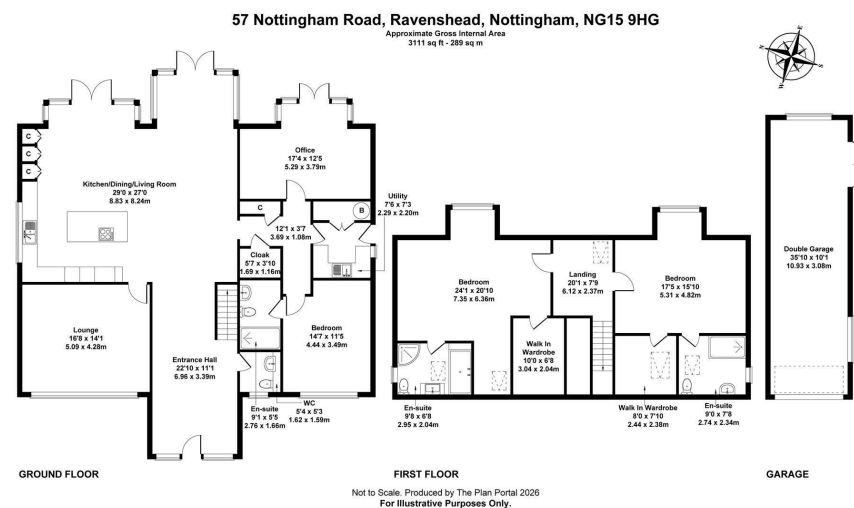 57 Nottingham Road, Ravenshead, Nottingham, NG15 9HG
Approximate Gross Internal Area
3111 sq ft - 289 sq m
N
S
W
C
C
C
Kitchen/Dining/Living Room
29'0 x 27'0
8.83 x 8.24m
Office
17'4 x 12'5
5.29 x 3.79m
Utility
7'6 x 7'3
2.29 x 2.20m
C
B
12'1 x 3'7
3.69 x 1.08m
Cloak
5'7 x 3'10
1.69 x 1.16m
Lounge
16'8 x 14'1
5.09 x 4.28m
Bedroom
14'7 x 11'5
4.44 x 3.49m
Entrance Hall
22'10 x 11'1
6.96 x 3.39m
En-suite
9'1 x 5'5
2.76 x 1.66m
WC
5'4 x 5'3
1.62 x 1.59m
Bedroom
24'1 x 20'10
7.35 x 6.36m
Landing
20'1 x 7'9
6.12 x 2.37m
Bedroom
17'5 x 15'10
5.31 x 4.82m
Walk In
Wardrobe
10'0 x 6'8
3.04 x 2.04m
En-suite
9'8 x 6'8
2.95 x 2.04m
Walk In Wardrobe
8'0 x 7'10
2.44 x 2.38m
En-suite
9'0 x 7'8
2.74 x 2.34m
Double Garage
35'10 x 10'1
10.93 x 3.08m
GROUND FLOOR
FIRST FLOOR
GARAGE
Not to Scale. Produced by The Plan Portal 2026
For Illustrative Purposes Only.